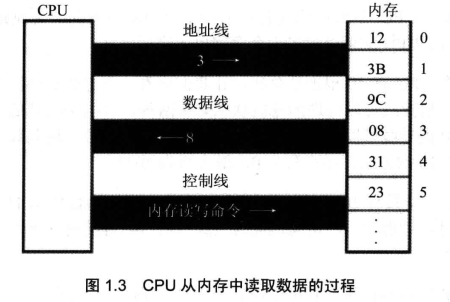 CPU
内存
地址线
12 0
3 →
3B 1
9C 2
数据线
← 8
08 3
31 4
控制线
23 5
内存读写命令 →
图 1.3 CPU 从内存中读取数据的过程